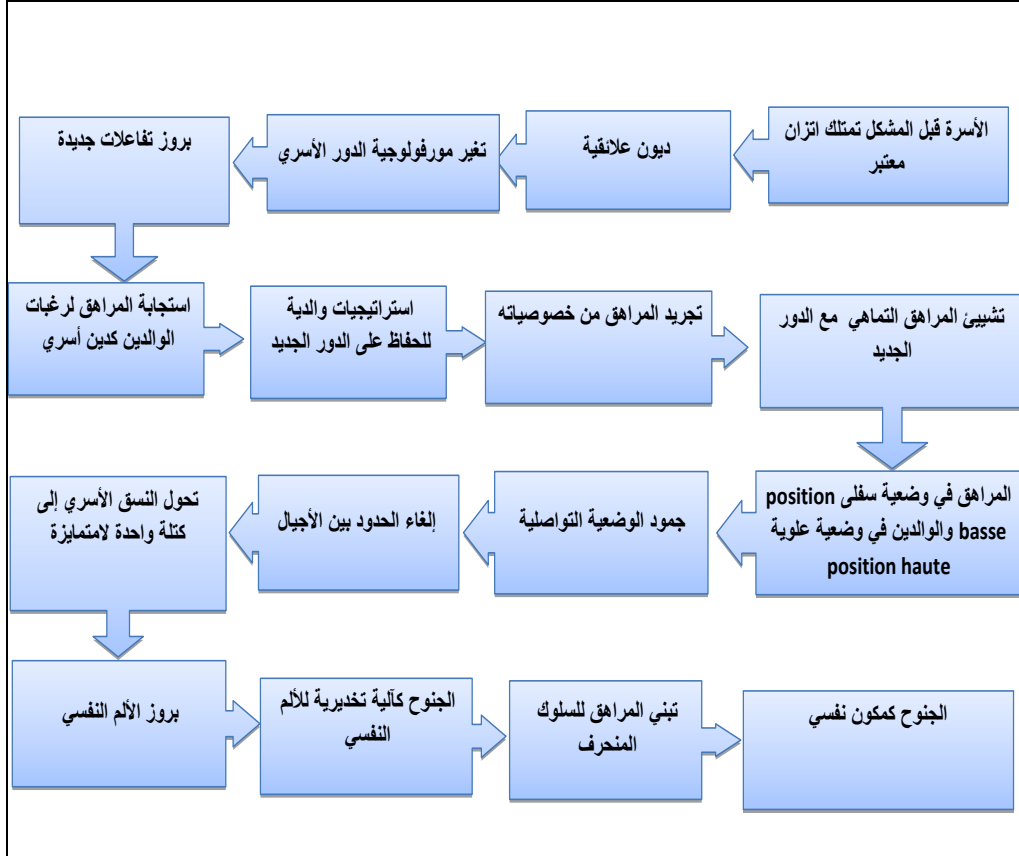 الأسرة قبل المشكل تمتلك اتزان
معتبر
ديون علائقية
تغير مورفولوجية الدور الأسري
بروز تفاعلات جديدة
استجابة المراهق لرغبات
الوالدين كدين أسري
استراتيجيات والدية
للحفاظ على الدور الجديد
تجريد المراهق من خصوصياته
تشييئ المراهق التماهي مع الدور
الجديد
المراهق في وضعية سفلى position
basse والوالدين في وضعية علوية
position haute
جمود الوضعية التواصلية
إلغاء الحدود بين الأجيال
تحول النسق الأسري إلى
كتلة واحدة لامتمايزة
بروز الألم النفسي
الجنوح كآلية تخديرية للألم
النفسي
تبني المراهق للسلوك
المنحرف
الجنوح كمكون نفسي